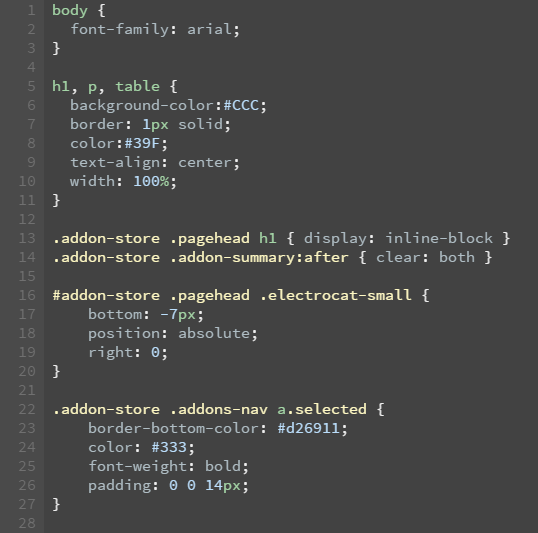 1 body {
2   font-family: arial;
3 }
4
5 h1, p, table {
6   background-color:#CCC;
7   border: 1px solid;
8   color:#39F;
9   text-align: center;
10   width: 100%;
11 }
12
13 .addon-store .pagehead h1 { display: inline-block }
14 .addon-store .addon-summary:after { clear: both }
15
16 #addon-store .pagehead .electrocat-small {
17     bottom: -7px;
18     position: absolute;
19     right: 0;
20 }
21
22 .addon-store .addons-nav a.selected {
23     border-bottom-color: #d26911;
24     color: #333;
25     font-weight: bold;
26     padding: 0 0 14px;
27 }
28